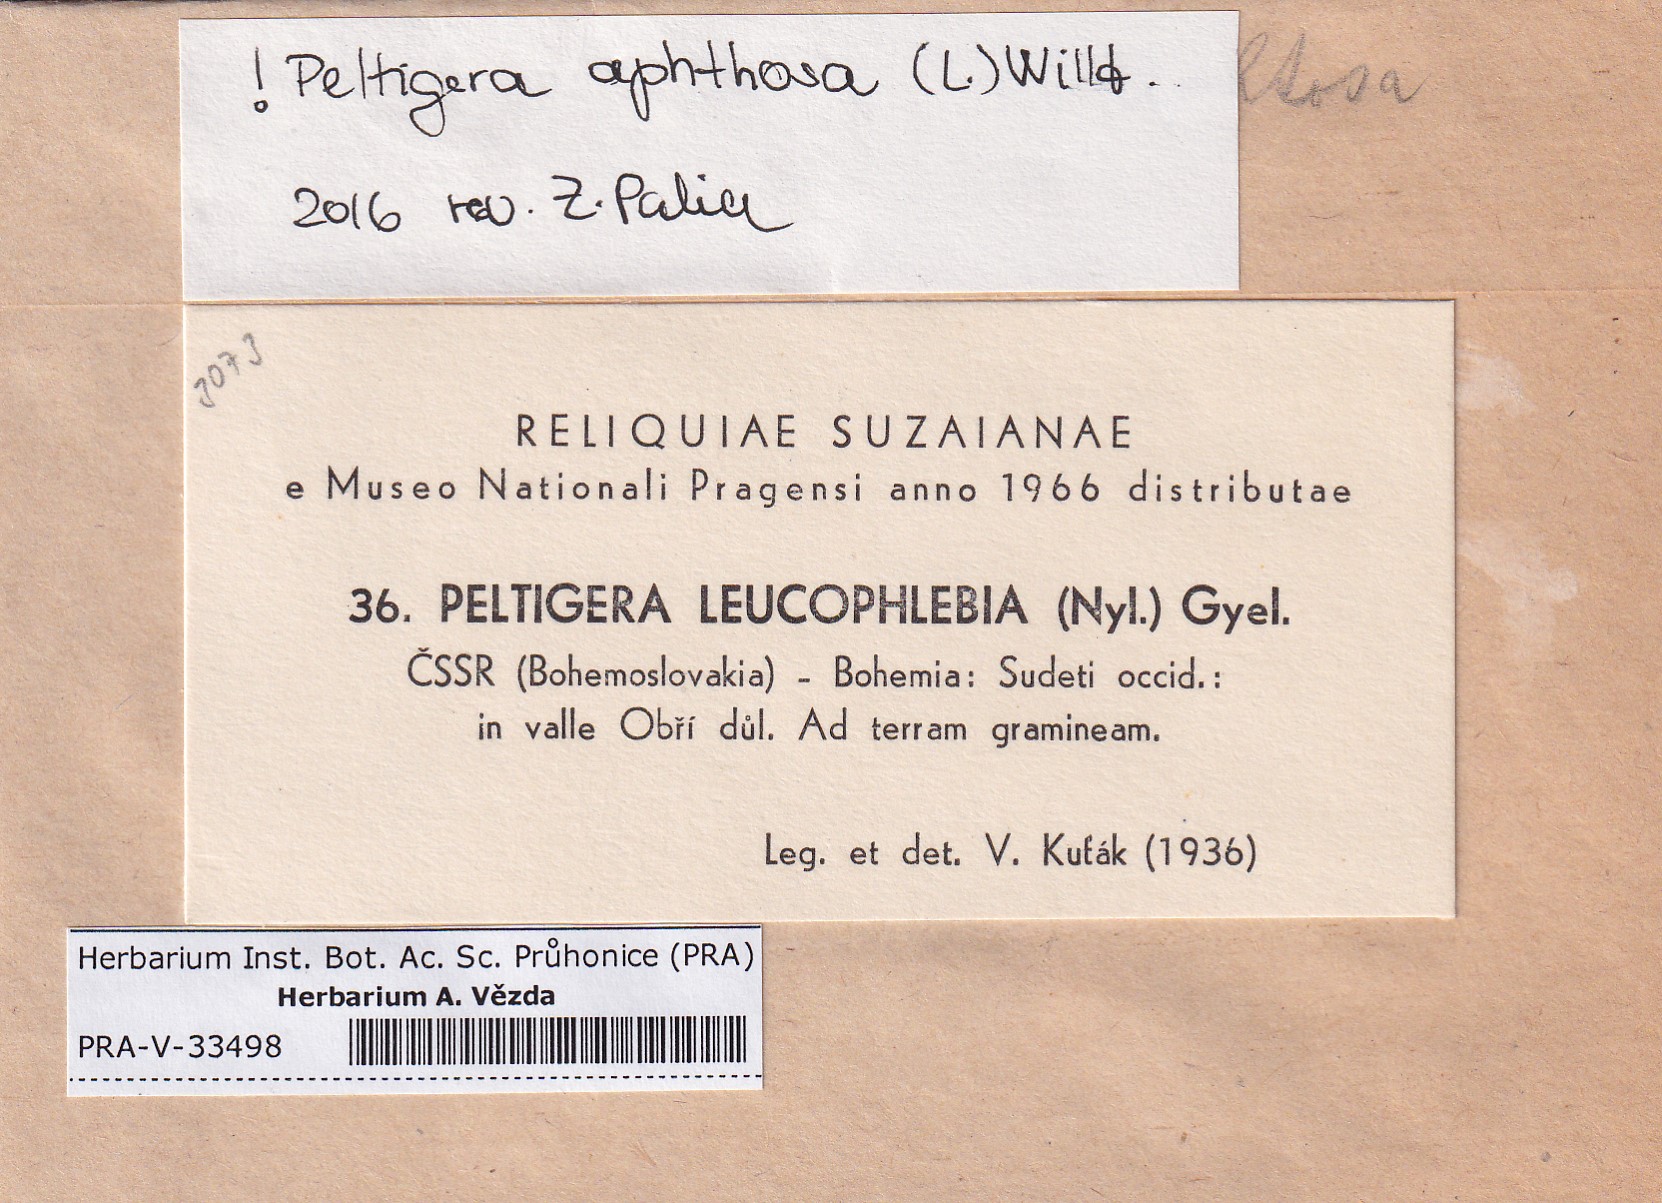 ! Peltigera aphthosa (L.) Willd.
2016 rev. Z. Palice
3073
RELIQUIAE SUZAIANAE
e Museo Nationali Pragensi anno 1966 distributae
36. PELTIGERA LEUCOPHLEBIA (Nyl.) Gyel.
ČSSR (Bohemoslovakia) - Bohemia: Sudeti occid.:
in valle Obří důl. Ad terram gramineam.
Leg. et det. V. Kuťák (1936)
Herbarium Inst. Bot. Ac. Sc. Průhonice (PRA)
Herbarium A. Vězda
PRA-V-33498